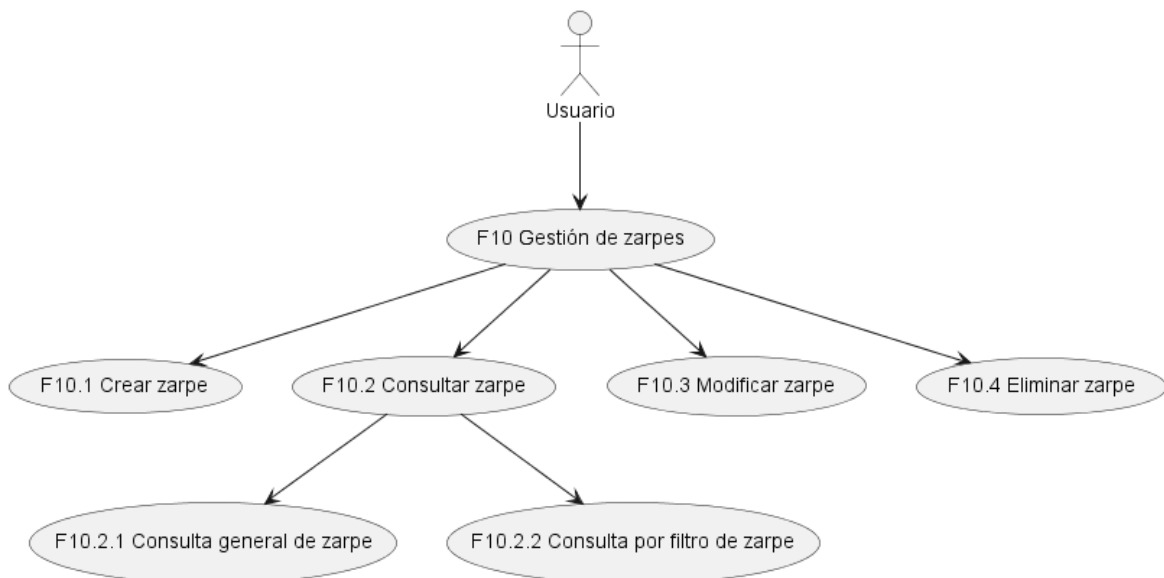 Usuario
F10 Gestión de zarpes
F10.1 Crear zarpe
F10.2 Consultar zarpe
F10.3 Modificar zarpe
F10.4 Eliminar zarpe
F10.2.1 Consulta general de zarpe
F10.2.2 Consulta por filtro de zarpe